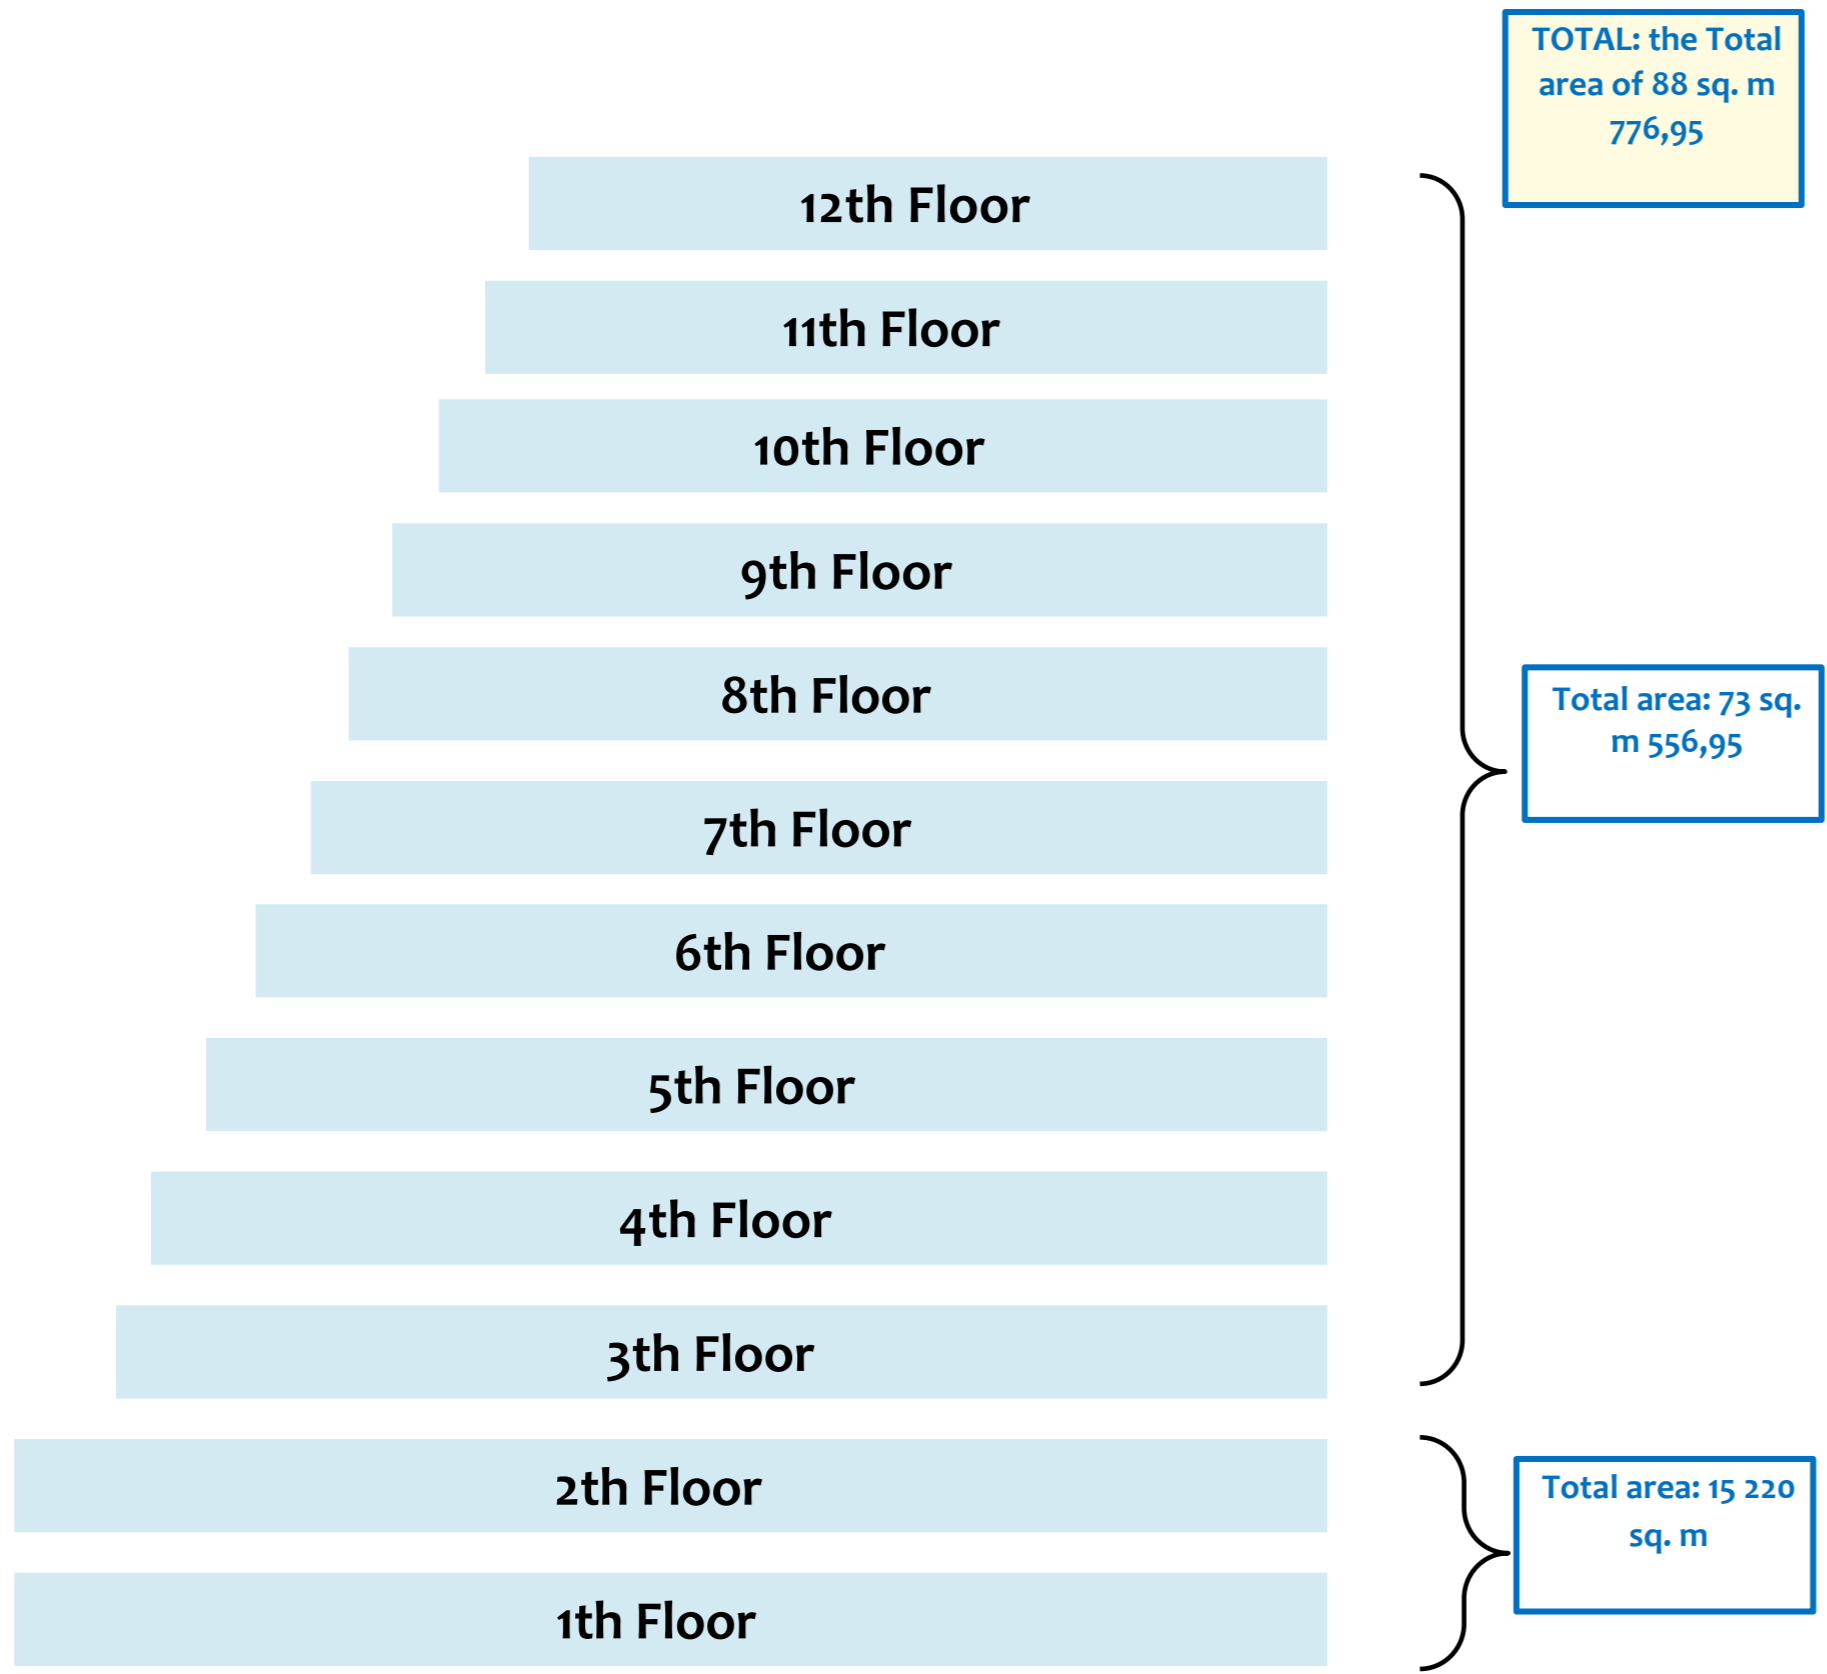 TOTAL: the Total
area of 88 sq. m
776,95
12th Floor
11th Floor
10th Floor
9th Floor
8th Floor
Total area: 73 sq.
m 556,95
7th Floor
6th Floor
5th Floor
4th Floor
3th Floor
2th Floor
Total area: 15 220
sq. m
1th Floor